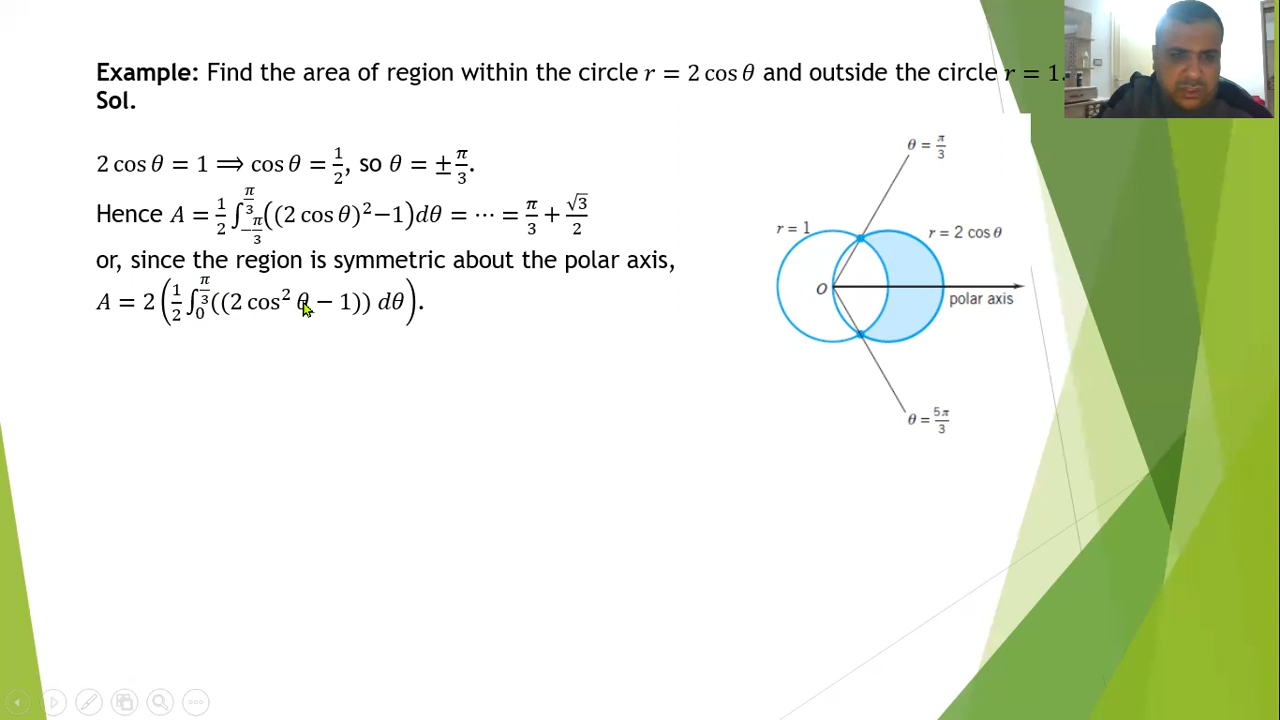 Example: Find the area of region within the circle r = 2 cos θ and outside the circle r = 1.
Sol.
2 cos θ = 1 ⟹ cos θ = 1/2, so θ = ± π/3.
Hence A = 1/2 ∫_{-π/3}^{π/3} ((2 cos θ)² − 1) dθ = ⋯ = π/3 + √3/2
or, since the region is symmetric about the polar axis,
A = 2 (1/2 ∫_0^{π/3} ((2 cos² θ − 1)) dθ).
θ = π/3
r = 1
r = 2 cos θ
O
polar axis
θ = 5π/3